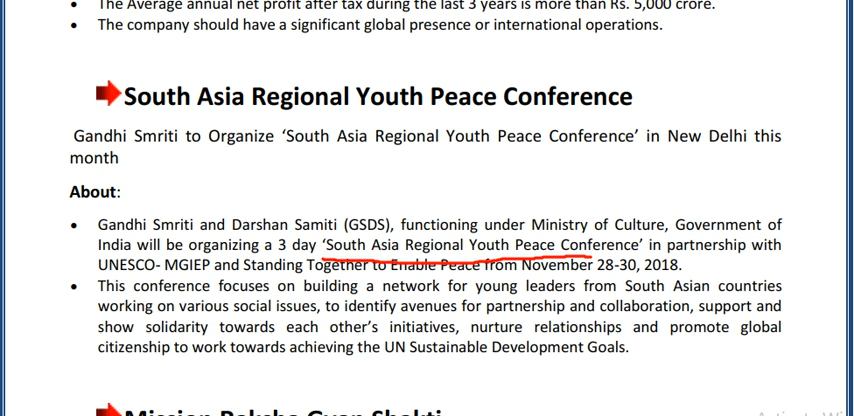 • The Average annual net profit after tax during the last 3 years is more than Rs. 5,000 crore.
• The company should have a significant global presence or international operations.
South Asia Regional Youth Peace Conference
Gandhi Smriti to Organize ‘South Asia Regional Youth Peace Conference’ in New Delhi this
month
About:
• Gandhi Smriti and Darshan Samiti (GSDS), functioning under Ministry of Culture, Government of
India will be organizing a 3 day ‘South Asia Regional Youth Peace Conference’ in partnership with
UNESCO- MGIEP and Standing Together to Enable Peace from November 28-30, 2018.
• This conference focuses on building a network for young leaders from South Asian countries
working on various social issues, to identify avenues for partnership and collaboration, support and
show solidarity towards each other’s initiatives, nurture relationships and promote global
citizenship to work towards achieving the UN Sustainable Development Goals.
Mission Raksha Gyan Shakti